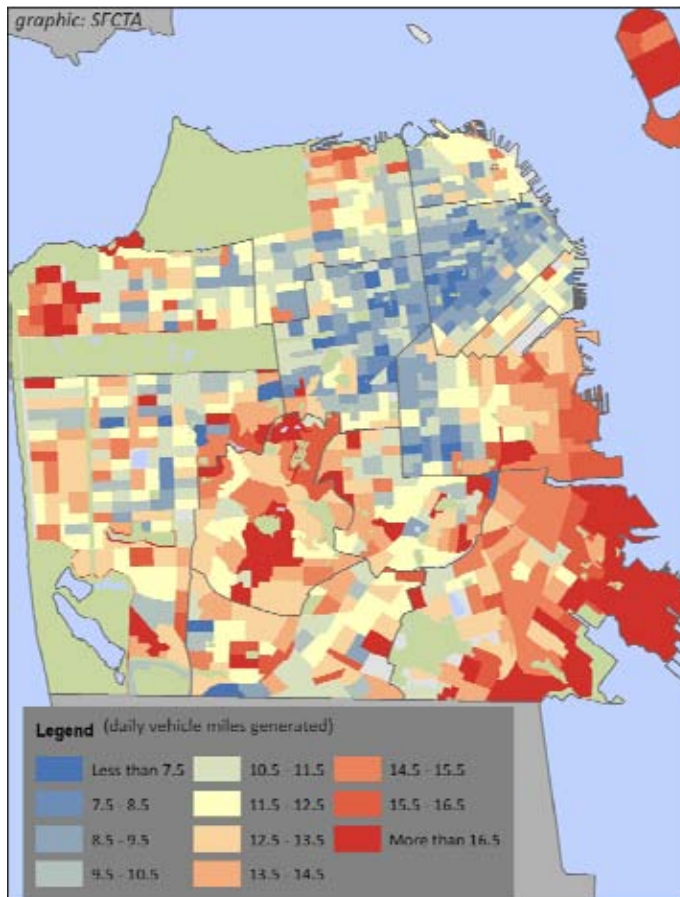 graphic: SFCTA
Legend (daily vehicle miles generated)
Less than 7.5
7.5 - 8.5
8.5 - 9.5
9.5 - 10.5
10.5 - 11.5
11.5 - 12.5
12.5 - 13.5
13.5 - 14.5
14.5 - 15.5
15.5 - 16.5
More than 16.5